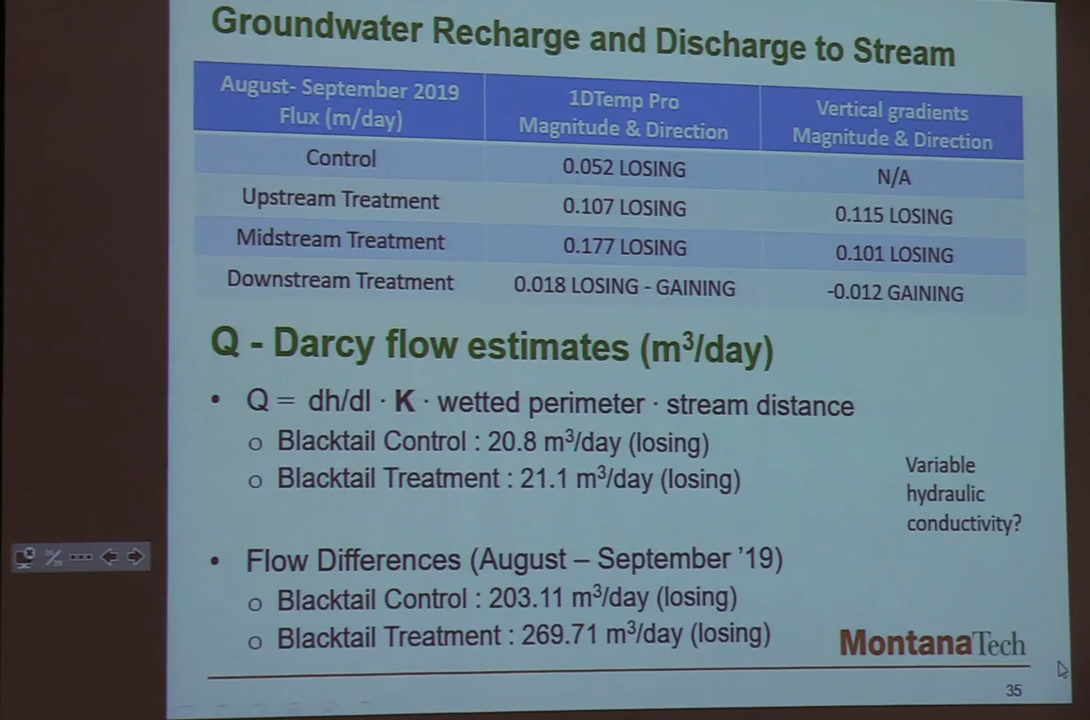 Groundwater Recharge and Discharge to Stream
August- September 2019 Flux (m/day) 1DTemp Pro Magnitude & Direction Vertical gradients Magnitude & Direction
Control 0.052 LOSING N/A
Upstream Treatment 0.107 LOSING 0.115 LOSING
Midstream Treatment 0.177 LOSING 0.101 LOSING
Downstream Treatment 0.018 LOSING - GAINING -0.012 GAINING
Q - Darcy flow estimates (m³/day)
• Q = dh/dl · K · wetted perimeter · stream distance
o Blacktail Control : 20.8 m³/day (losing)
o Blacktail Treatment : 21.1 m³/day (losing)
Variable
hydraulic
conductivity?
• Flow Differences (August – September '19)
o Blacktail Control : 203.11 m³/day (losing)
o Blacktail Treatment : 269.71 m³/day (losing)
MontanaTech
35